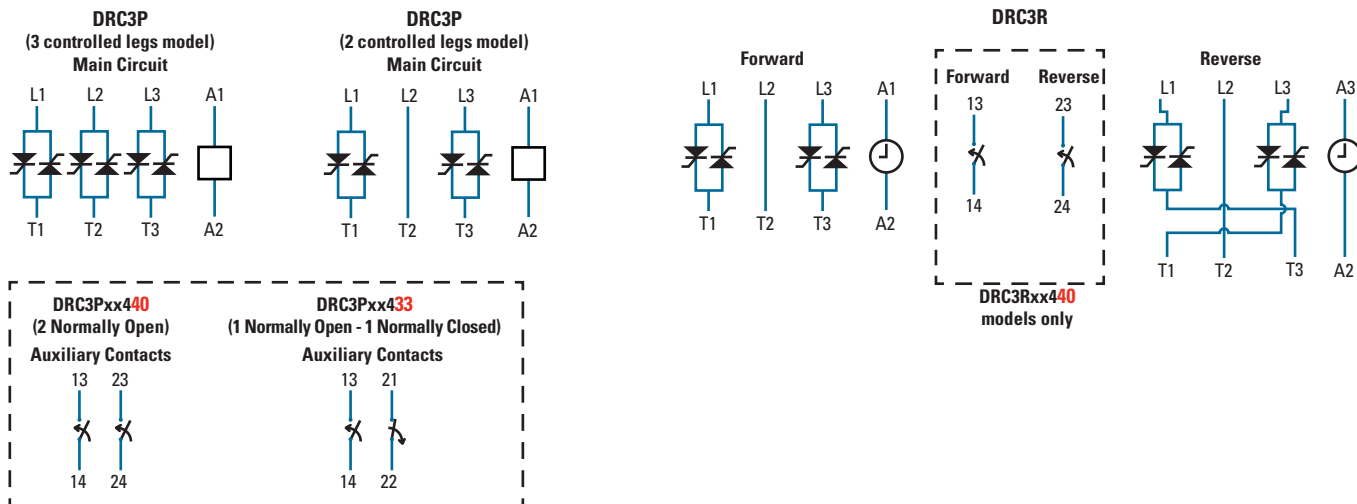 DRC3P
(3 controlled legs model)
Main Circuit
L1 L2 L3 A1
T1 T2 T3 A2
DRC3P
(2 controlled legs model)
Main Circuit
L1 L2 L3 A1
T1 T2 T3 A2
DRC3Pxx440
(2 Normally Open)
Auxiliary Contacts
13 23
14 24
DRC3Pxx433
(1 Normally Open - 1 Normally Closed)
Auxiliary Contacts
13 21
14 22
DRC3R
Forward
L1 L2 L3 A1
T1 T2 T3 A2
Forward Reverse
13 23
14 24
DRC3Rxx440
models only
Reverse
L1 L2 L3 A3
T1 T2 T3 A2